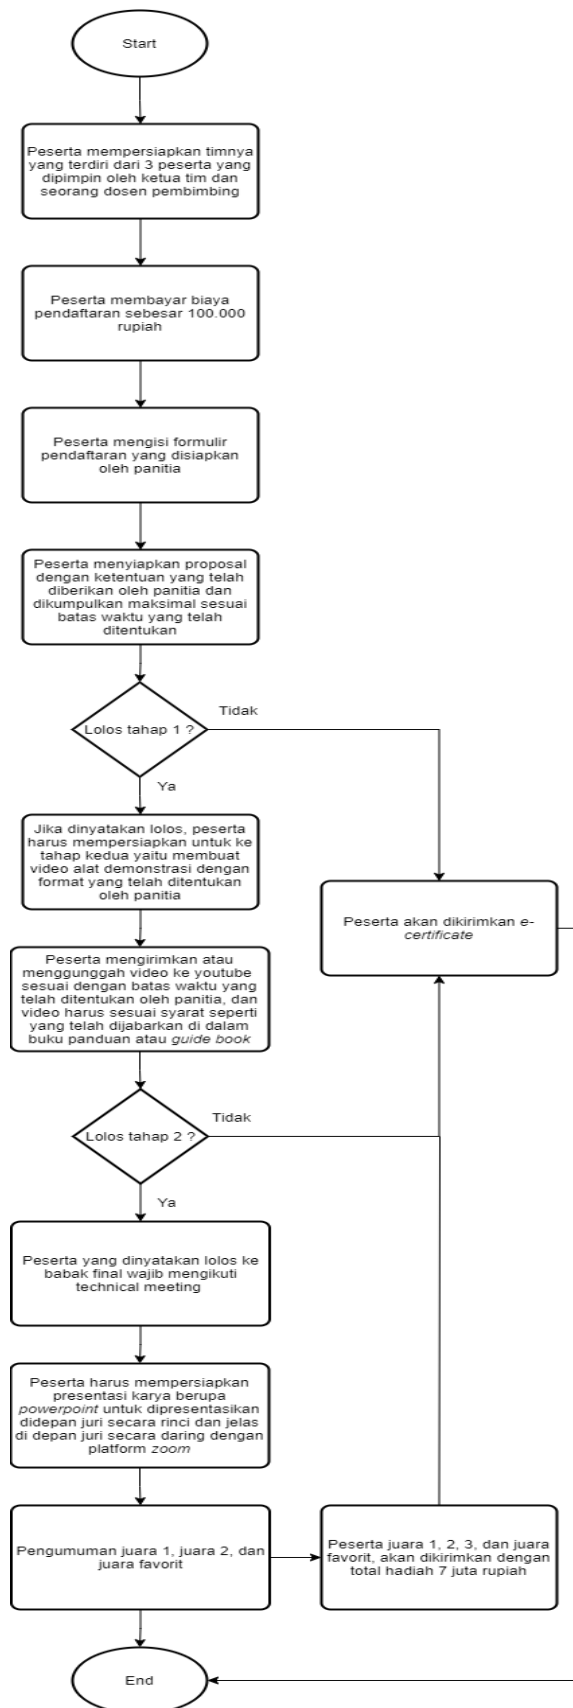 Start
Peserta mempersiapkan timnya
yang terdiri dari 3 peserta yang
dipimpin oleh ketua tim dan
seorang dosen pembimbing
Peserta membayar biaya
pendaftaran sebesar 100.000
rupiah
Peserta mengisi formulir
pendaftaran yang disiapkan
oleh panitia
Peserta menyiapkan proposal
dengan ketentuan yang telah
diberikan oleh panitia dan
dikumpulkan maksimal sesuai
batas waktu yang telah
ditentukan
Lolos tahap 1 ?
Tidak
Ya
Jika dinyatakan lolos, peserta
harus mempersiapkan untuk ke
tahap kedua yaitu membuat
video alat demonstrasi dengan
format yang telah ditentukan
oleh panitia
Peserta akan dikirimkan e-
certificate
Peserta mengirimkan atau
menggunggah video ke youtube
sesuai dengan batas waktu yang
telah ditentukan oleh panitia, dan
video harus sesuai syarat seperti
yang telah dijabarkan di dalam
buku panduan atau guide book
Lolos tahap 2 ?
Tidak
Ya
Peserta yang dinyatakan lolos ke
babak final wajib mengikuti
technical meeting
Peserta harus mempersiapkan
presentasi karya berupa
powerpoint untuk dipresentasikan
didepan juri secara rinci dan jelas
di depan juri secara daring dengan
platform zoom
Pengumuman juara 1, juara 2, dan
juara favorit
Peserta juara 1, 2, 3, dan juara
favorit, akan dikirimkan dengan
total hadiah 7 juta rupiah
End